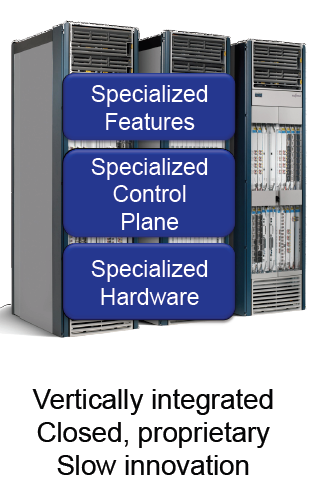 Specialized
Features
Specialized
Control
Plane
Specialized
Hardware
Vertically integrated
Closed, proprietary
Slow innovation